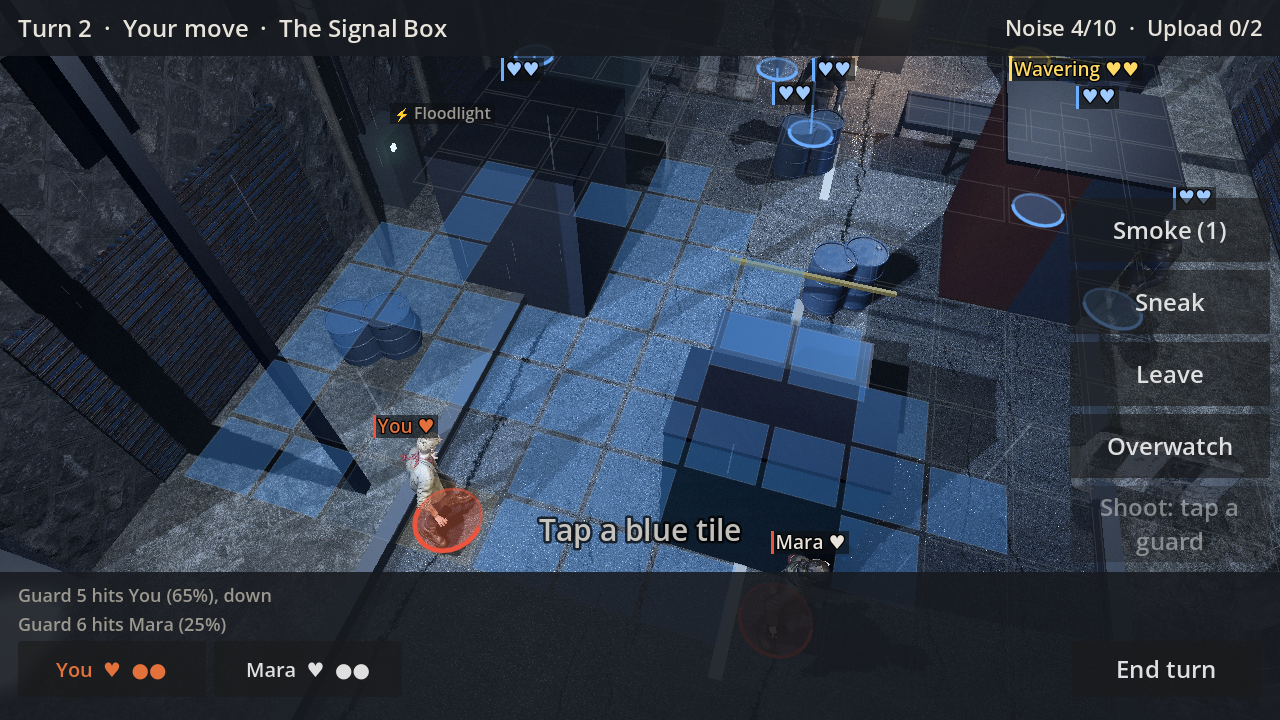 Turn 2 · Your move · The Signal Box
Noise 4/10 · Upload 0/2
Wavering ♥♥
♥♥
♥♥
♥♥
♥♥
⚡ Floodlight
♥♥
Smoke (1)
Sneak
Leave
You ♥
Overwatch
Shoot: tap a
guard
Tap a blue tile
Mara ♥
Guard 5 hits You (65%), down
Guard 6 hits Mara (25%)
You ♥ ●●
Mara ♥ ●●
End turn